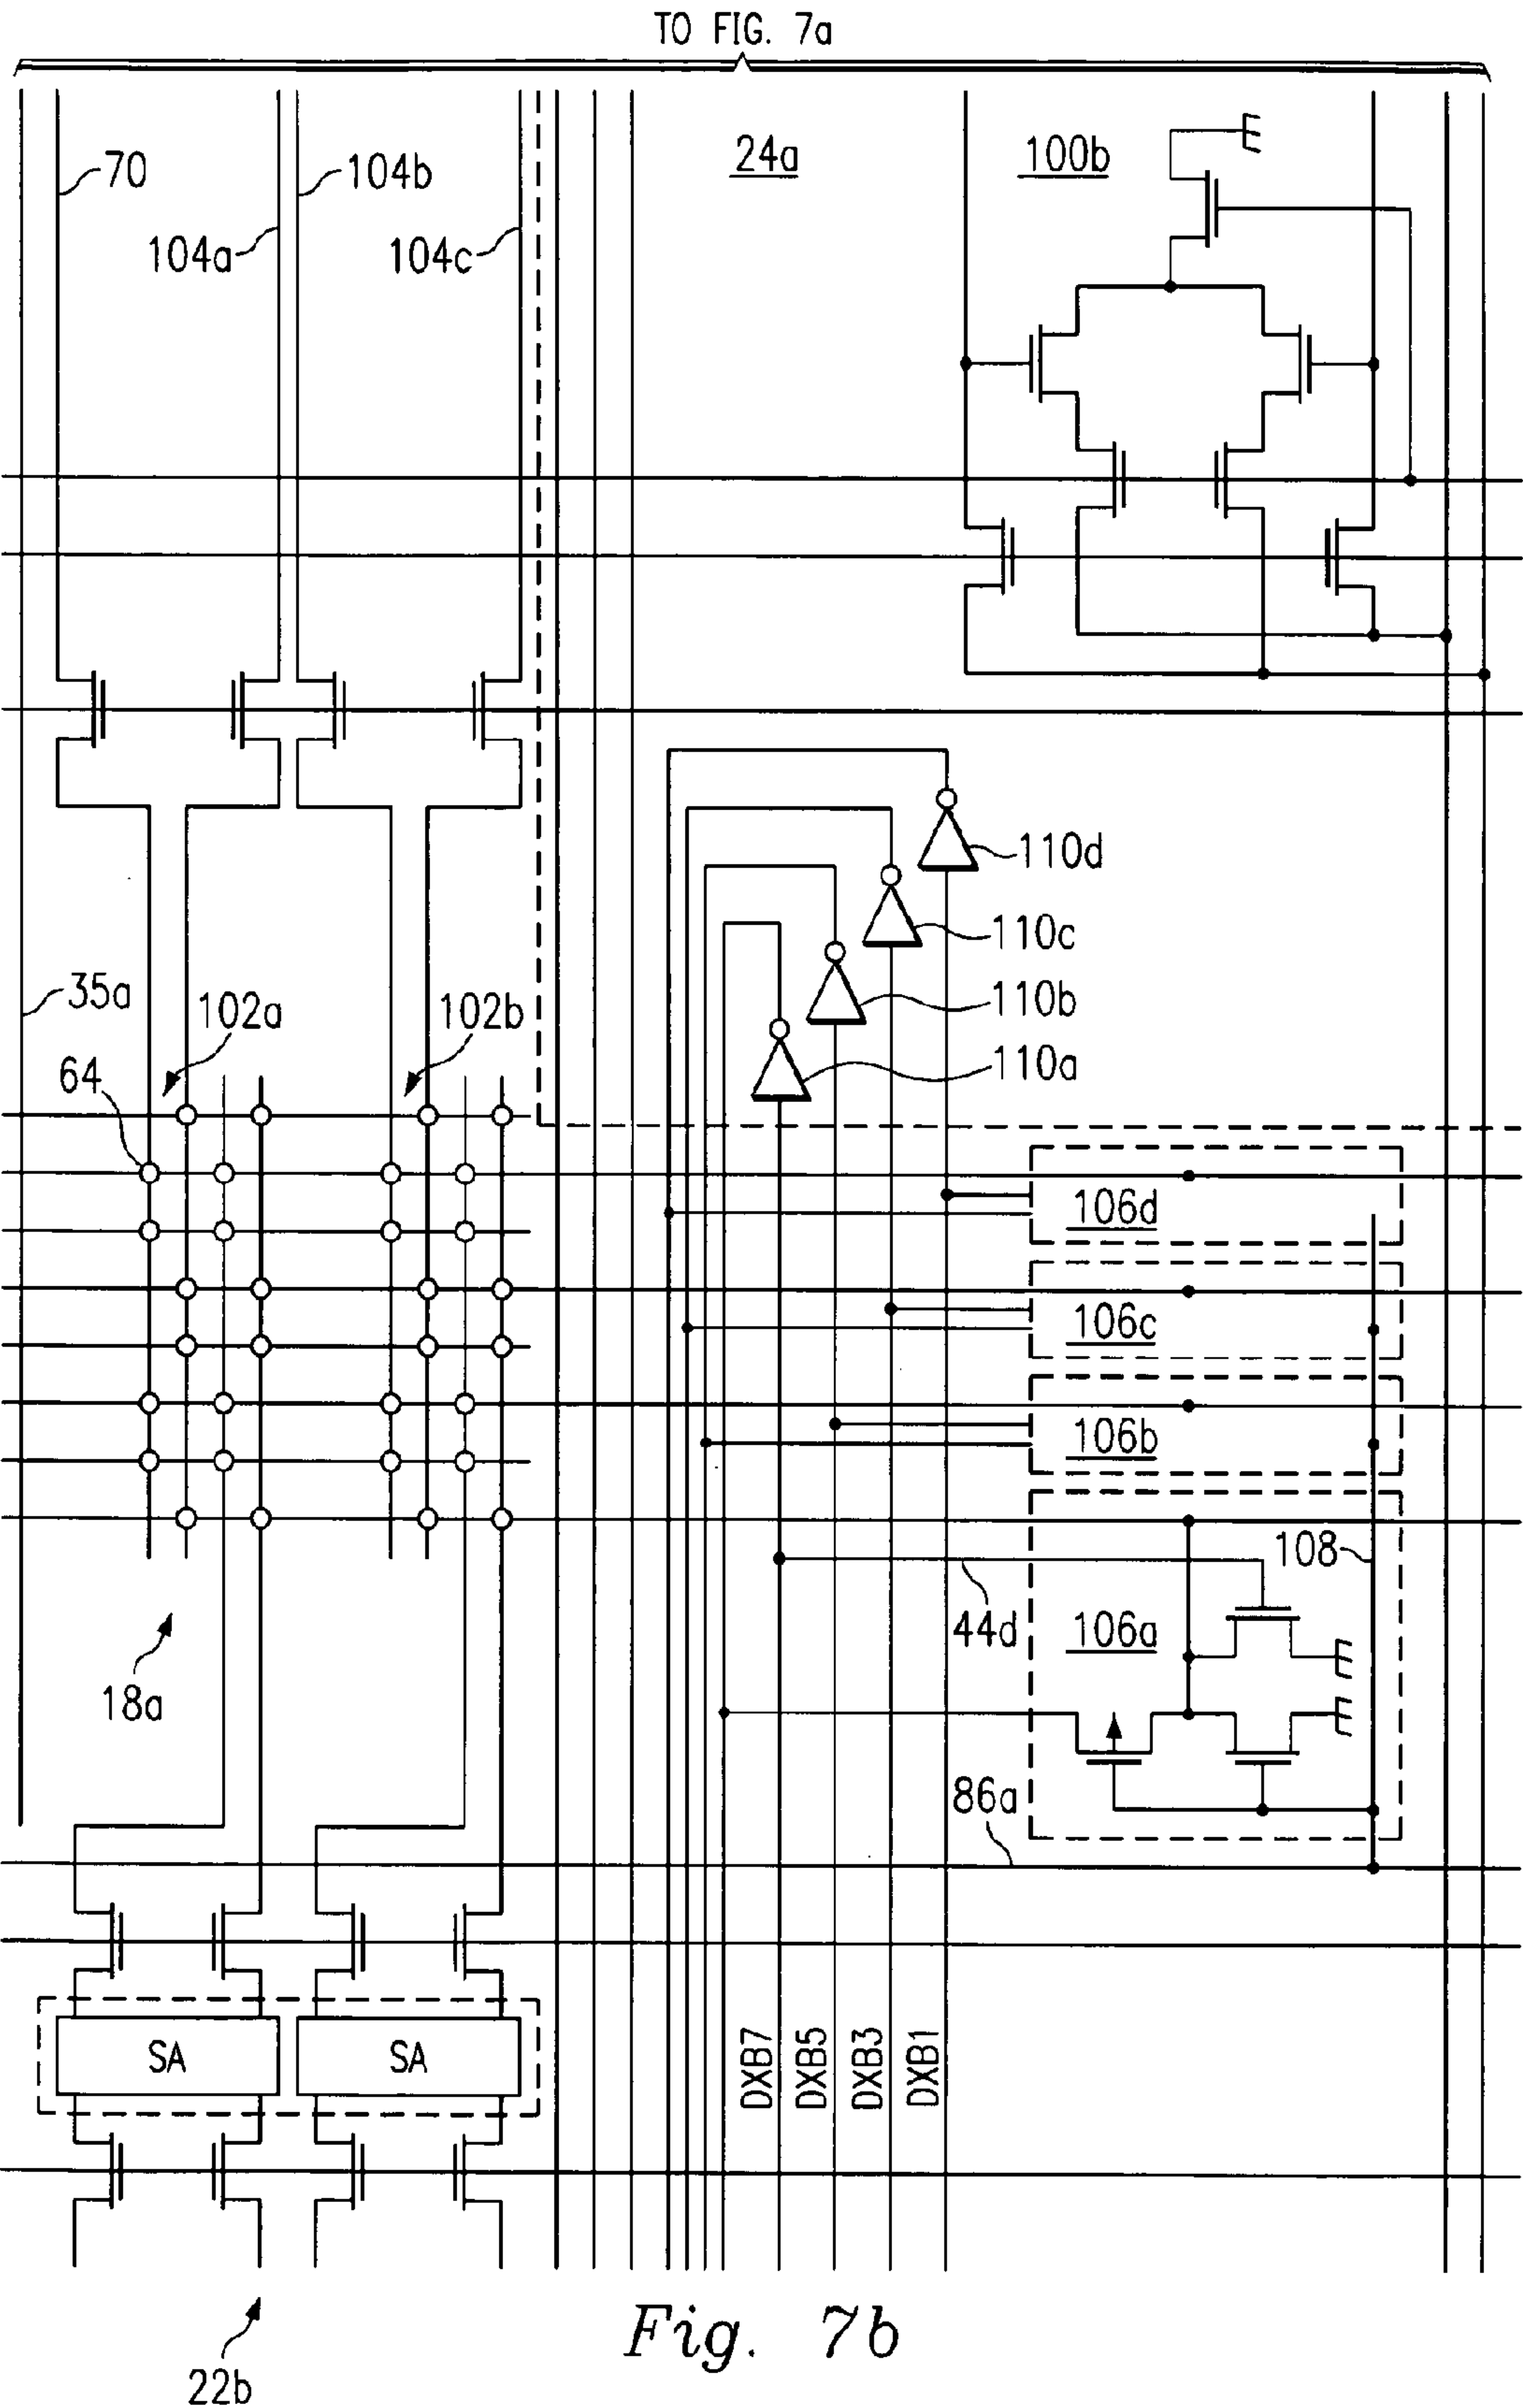 TO FIG. 7a
70
104b
24a
100b
104a
104c
110d
110c
35a
102a
102b
110b
64
110a
106d
106c
106b
108
44d
106a
18a
86a
SA
SA
DXB7
DXB5
DXB3
DXB1
Fig. 7b
22b